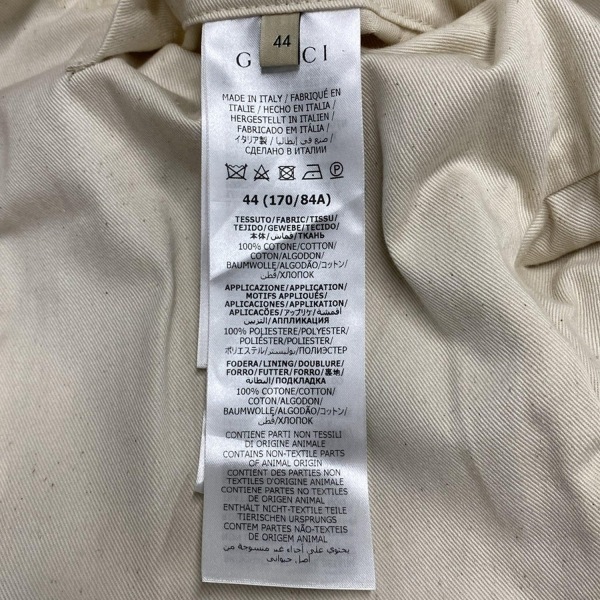 44
G CCI
MADE IN ITALY / FABRIQUÉ EN
ITALIE / HECHO EN ITALIA /
HERGESTELLT IN ITALIEN /
FABRICADO EM ITÁLIA /
イタリア製 / صنع في إيطاليا /
СДЕЛАНО В ИТАЛИИ
44 (170/84A)
TESSUTO/FABRIC/TISSU/
TEJIDO/GEWEBE/TECIDO/
本体/قماش/ТКАНЬ
100% COTONE/COTTON/
COTON/ALGODON/
BAUMWOLLE/ALGODÃO/コットン/
قطن/ХЛОПОК
APPLICAZIONE/APPLICATION/
MOTIFS APPLIQUÉS/
APLICACIONES/APPLIKATION/
APLICAÇÕES/アップリケ/أقمشة
التزيين/АППЛИКАЦИЯ
100% POLIESTERE/POLYESTER/
POLIÉSTER/POLIESTER/
ポリエステル/بوليستر/ПОЛИЭСТЕР
FODERA/LINING/DOUBLURE/
FORRO/FUTTER/FORRO/裏地/
البطانة/ПОДКЛАДКА
100% COTONE/COTTON/
COTON/ALGODON/
BAUMWOLLE/ALGODÃO/コットン/
قطن/ХЛОПОК
CONTIENE PARTI NON TESSILI
DI ORIGINE ANIMALE
CONTAINS NON-TEXTILE PARTS
OF ANIMAL ORIGIN
CONTIENT DES PARTIES NON
TEXTILES D'ORIGINE ANIMALE
CONTIENE PARTES NO TEXTILES
DE ORIGEN ANIMAL
ENTHÄLT NICHT-TEXTILE TEILE
TIERISCHEN URSPRUNGS
CONTÉM PARTES NÃO-TEXTEIS
DE ORIGEM ANIMAL
يحتوي على أجزاء غير منسوجة من
أصل حيواني